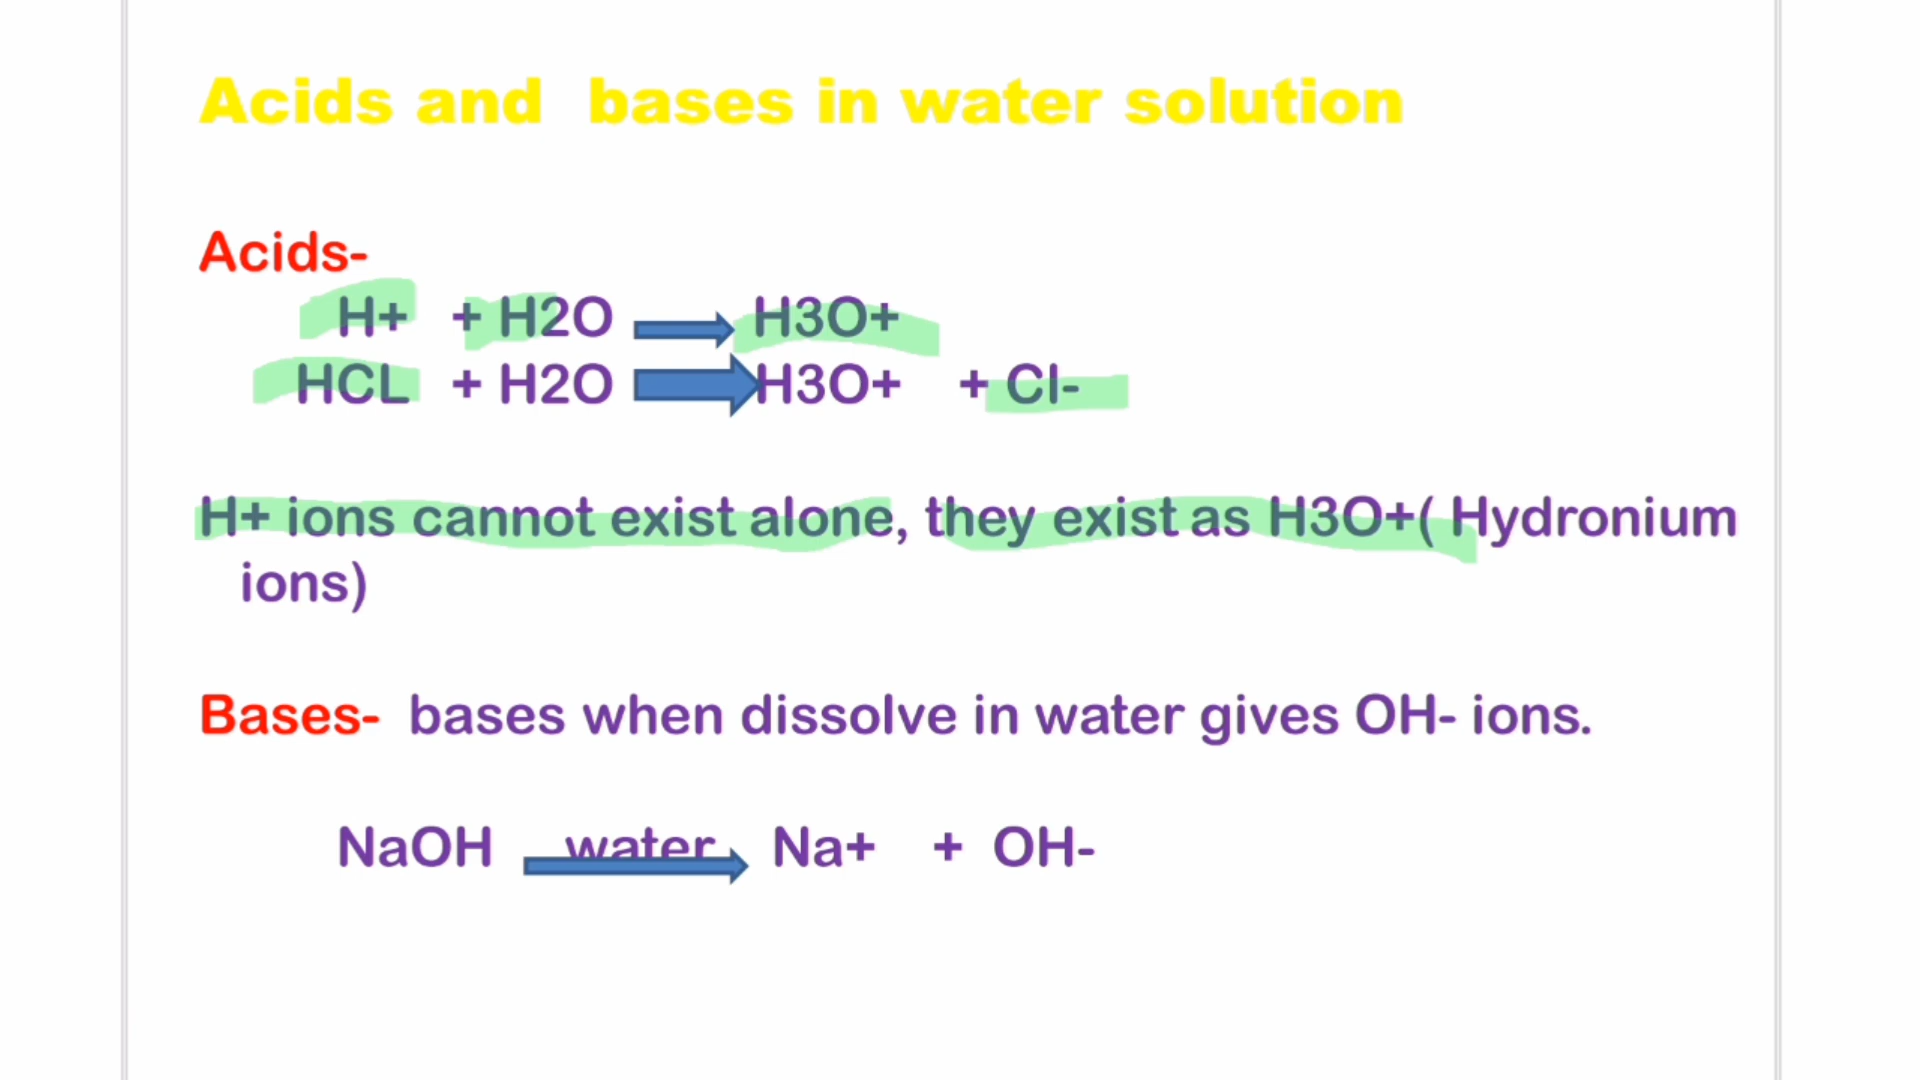 Acids and bases in water solution
Acids-
H+ + H2O H3O+
HCL + H2O H3O+ + Cl-
H+ ions cannot exist alone, they exist as H3O+( Hydronium
ions)
Bases- bases when dissolve in water gives OH- ions.
NaOH water Na+ + OH-